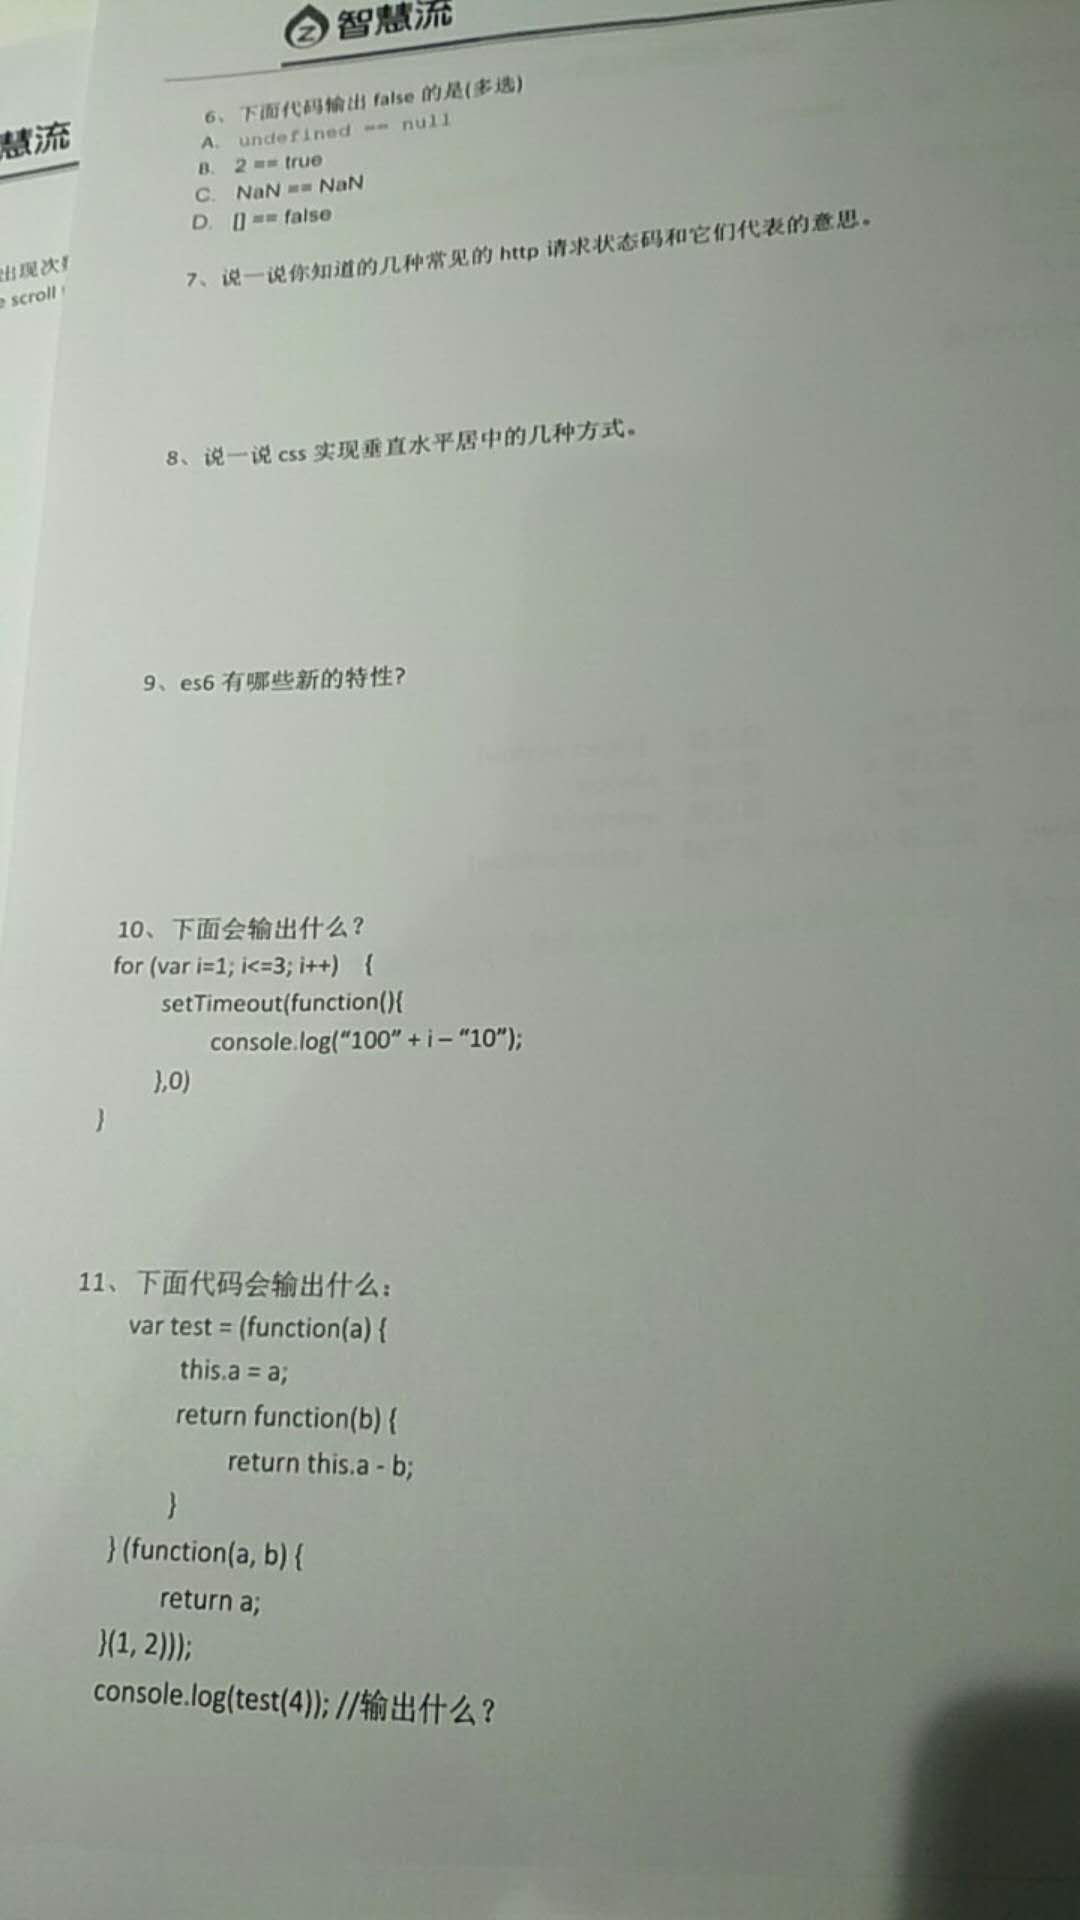 智慧流
慧流
出现次
scroll
6、下面代码输出 false 的是(多选)
A. undefined == null
B. 2 == true
C. NaN == NaN
D. [] == false
7、说一说你知道的几种常见的 http 请求状态码和它们代表的意思。
8、说一说 css 实现垂直水平居中的几种方式。
9、es6 有哪些新的特性?
10、下面会输出什么?
for (var i=1; i<=3; i++) {
setTimeout(function(){
console.log(“100” + i – “10”);
},0)
}
11、下面代码会输出什么：
var test = (function(a) {
this.a = a;
return function(b) {
return this.a - b;
}
} (function(a, b) {
return a;
}(1, 2)));
console.log(test(4)); //输出什么?